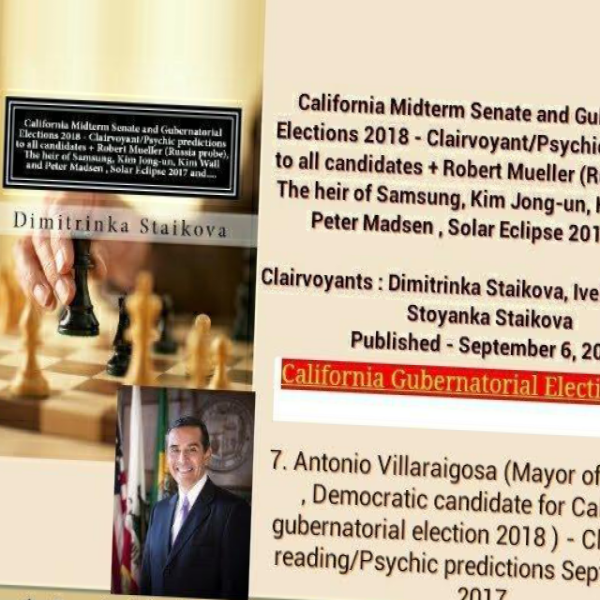 California Midterm Senate and Gubernatorial
Elections 2018 - Clairvoyant/Psychic predictions
to all candidates + Robert Mueller (Russia probe),
The heir of Samsung, Kim Jong-un, Kim Wall
and Peter Madsen , Solar Eclipse 2017 and....
Dimitrinka Staikova
California Midterm Senate and Gu
Elections 2018 - Clairvoyant/Psychic
to all candidates + Robert Mueller (R
The heir of Samsung, Kim Jong-un,
Peter Madsen , Solar Eclipse 201
Clairvoyants : Dimitrinka Staikova, Ive
Stoyanka Staikova
Published - September 6, 20
California Gubernatorial Electi
7. Antonio Villaraigosa (Mayor of
, Democratic candidate for Ca
gubernatorial election 2018 ) - Cl
reading/Psychic predictions Sep
2017